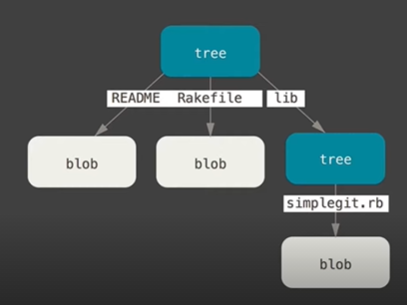 tree
README Rakefile lib
blob blob tree
simplegit.rb
blob